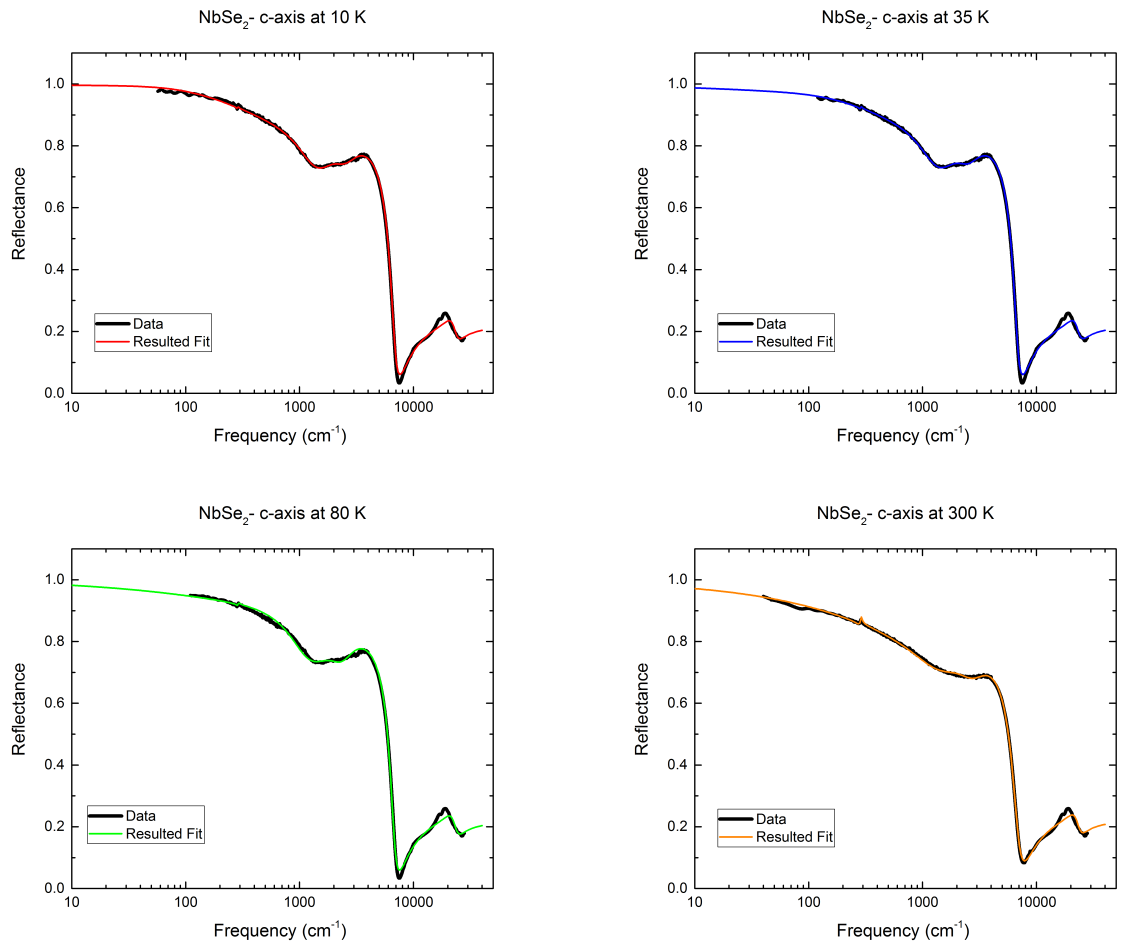 NbSe2- c-axis at 10 K
1.0
0.8
0.6
0.4
0.2
0.0
Reflectance
Data
Resulted Fit
10
100
1000
10000
Frequency (cm-1)
NbSe2- c-axis at 35 K
1.0
0.8
0.6
0.4
0.2
0.0
Reflectance
Data
Resulted Fit
10
100
1000
10000
Frequency (cm-1)
NbSe2- c-axis at 80 K
1.0
0.8
0.6
0.4
0.2
0.0
Reflectance
Data
Resulted Fit
10
100
1000
10000
Frequency (cm-1)
NbSe2- c-axis at 300 K
1.0
0.8
0.6
0.4
0.2
0.0
Reflectance
Data
Resulted Fit
10
100
1000
10000
Frequency (cm-1)